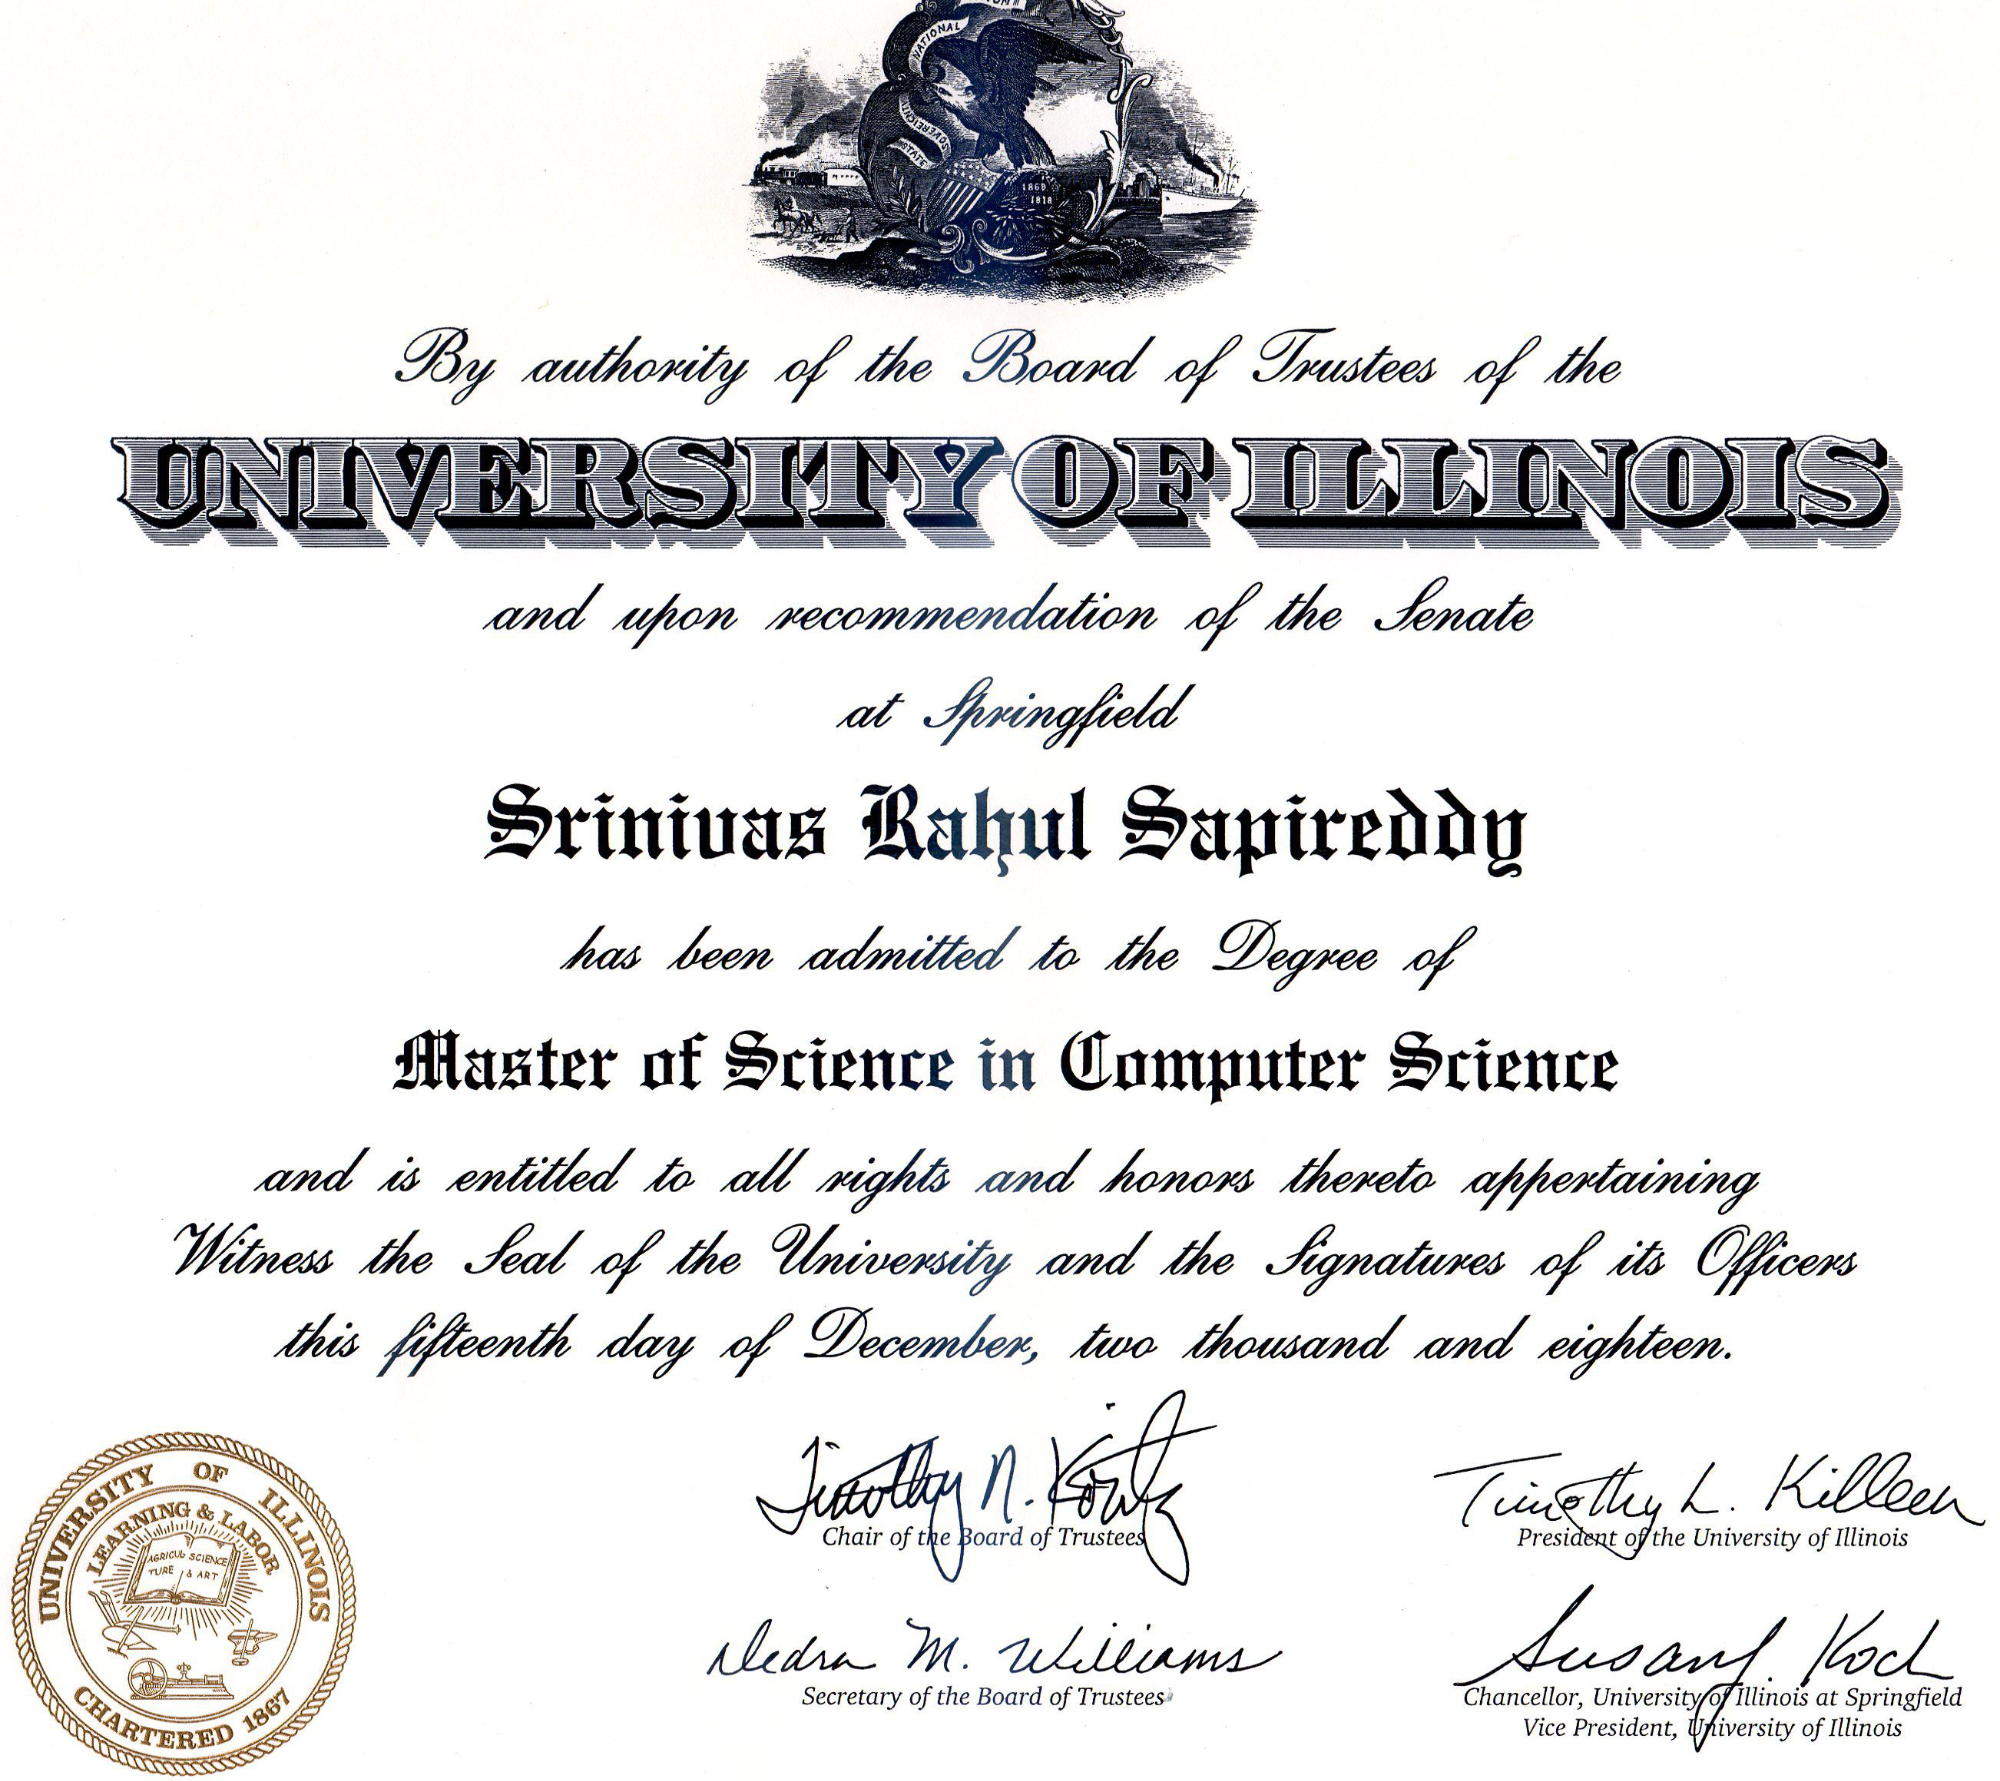 NATIONAL
STATE SOVEREIGNTY
1868
1818
By authority of the Board of Trustees of the
UNIVERSITY OF ILLINOIS
and upon recommendation of the Senate
at Springfield
Srinivas Rahul Sapireddy
has been admitted to the Degree of
Master of Science in Computer Science
and is entitled to all rights and honors thereto appertaining
Witness the Seal of the University and the Signatures of its Officers
this fifteenth day of December, two thousand and eighteen.
Timothy N. Koritz
Chair of the Board of Trustees
Timothy L. Killeen
President of the University of Illinois
Dedra M. Williams
Secretary of the Board of Trustees
Susan J. Koch
Chancellor, University of Illinois at Springfield
Vice President, University of Illinois
UNIVERSITY OF ILLINOIS
LEARNING & LABOR
AGRICUL SCIENCE
TURE & ART
CHARTERED 1867